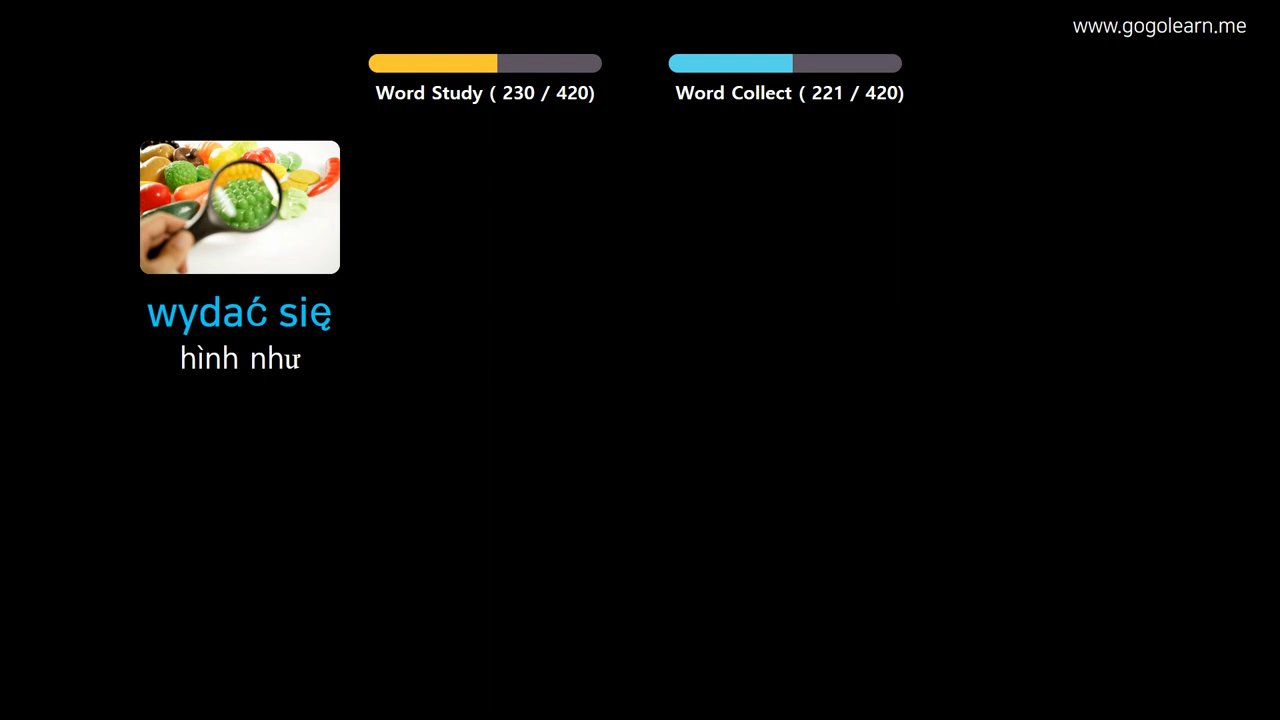 www.gogolearn.me
Word Study ( 230 / 420)
Word Collect ( 221 / 420)
wydać się
hình như